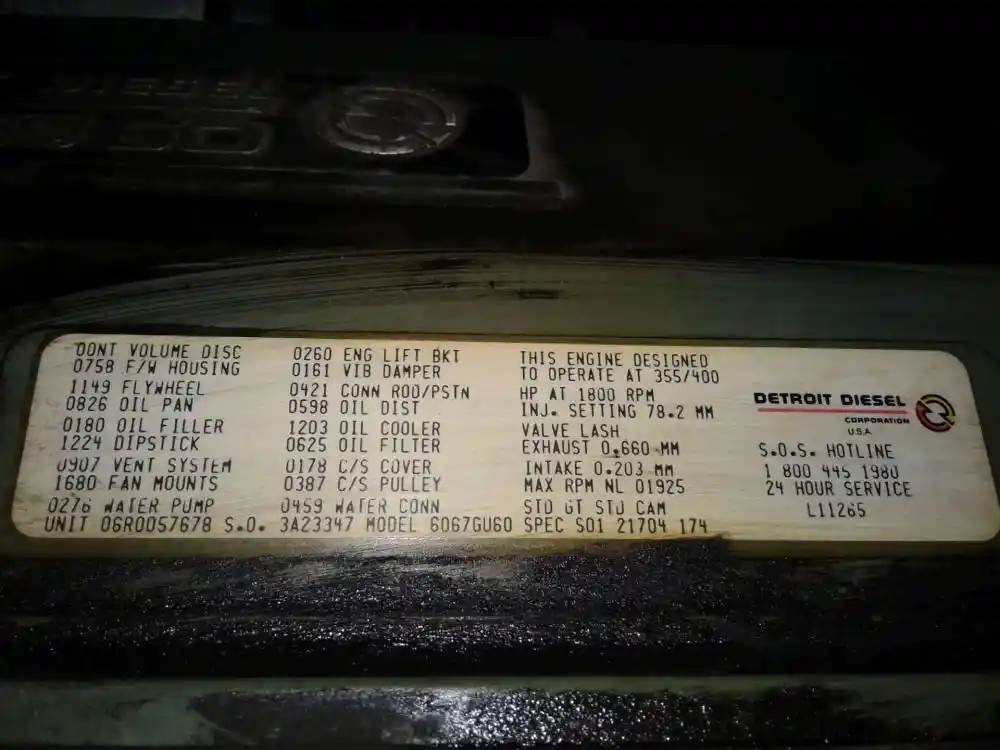 DIESEL
00NT VOLUME DISC
0758 F/W HOUSING
1149 FLYWHEEL
0826 OIL PAN
0180 OIL FILLER
1224 DIPSTICK
0907 VENT SYSTEM
1680 FAN MOUNTS
0276 WATER PUMP
0260 ENG LIFT BKT
0161 VIB DAMPER
0421 CONN ROD/PSTN
0598 OIL DIST
1203 OIL COOLER
0625 OIL FILTER
0178 C/S COVER
0387 C/S PULLEY
0459 WATER CONN
THIS ENGINE DESIGNED
TO OPERATE AT 355/400
HP AT 1800 RPM
INJ. SETTING 78.2 MM
VALVE LASH
EXHAUST 0.660 MM
INTAKE 0.203 MM
MAX RPM NL 01925
STD GT STD CAM
UNIT 06R0057678 S.O. 3A23347 MODEL 6067GU60 SPEC S01 21704 174
DETROIT DIESEL
CORPORATION
U.S.A.
S.O.S. HOTLINE
1 800 445 1980
24 HOUR SERVICE
L11265